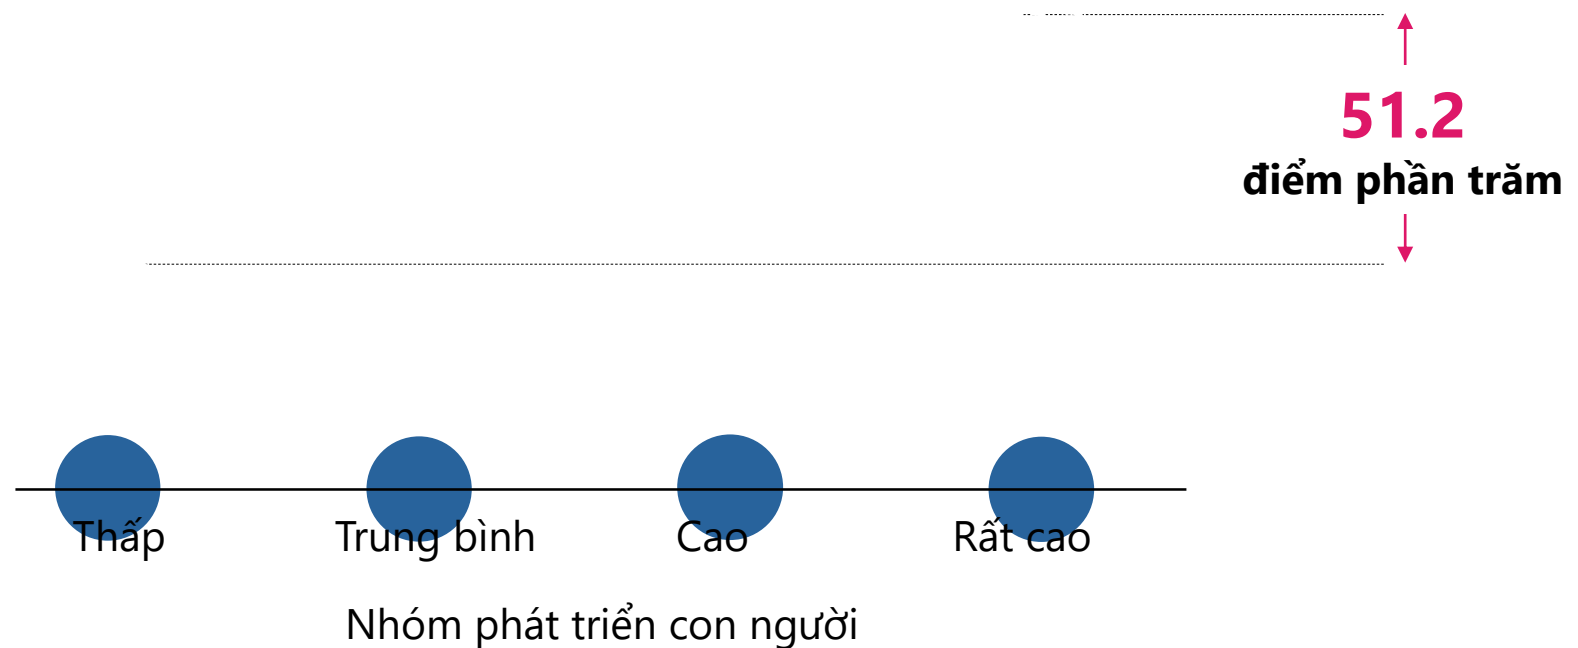 51.2
điểm phần trăm
Thấp
Trung bình
Cao
Rất cao
Nhóm phát triển con người